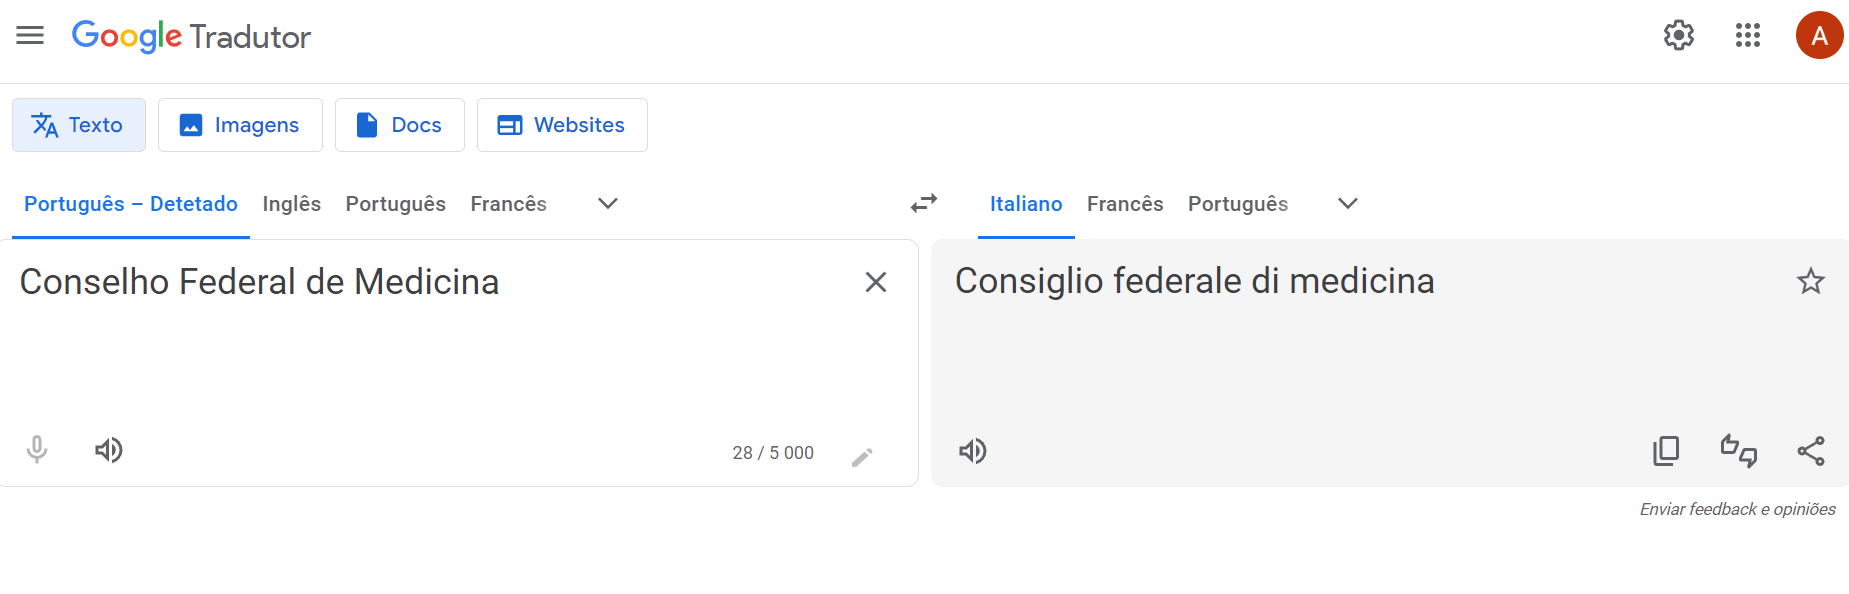 Google Tradutor
A
Texto
Imagens
Docs
Websites
Português – Detetado
Inglês
Português
Francês
Italiano
Francês
Português
Conselho Federal de Medicina
Consiglio federale di medicina
28 / 5 000
Enviar feedback e opiniões